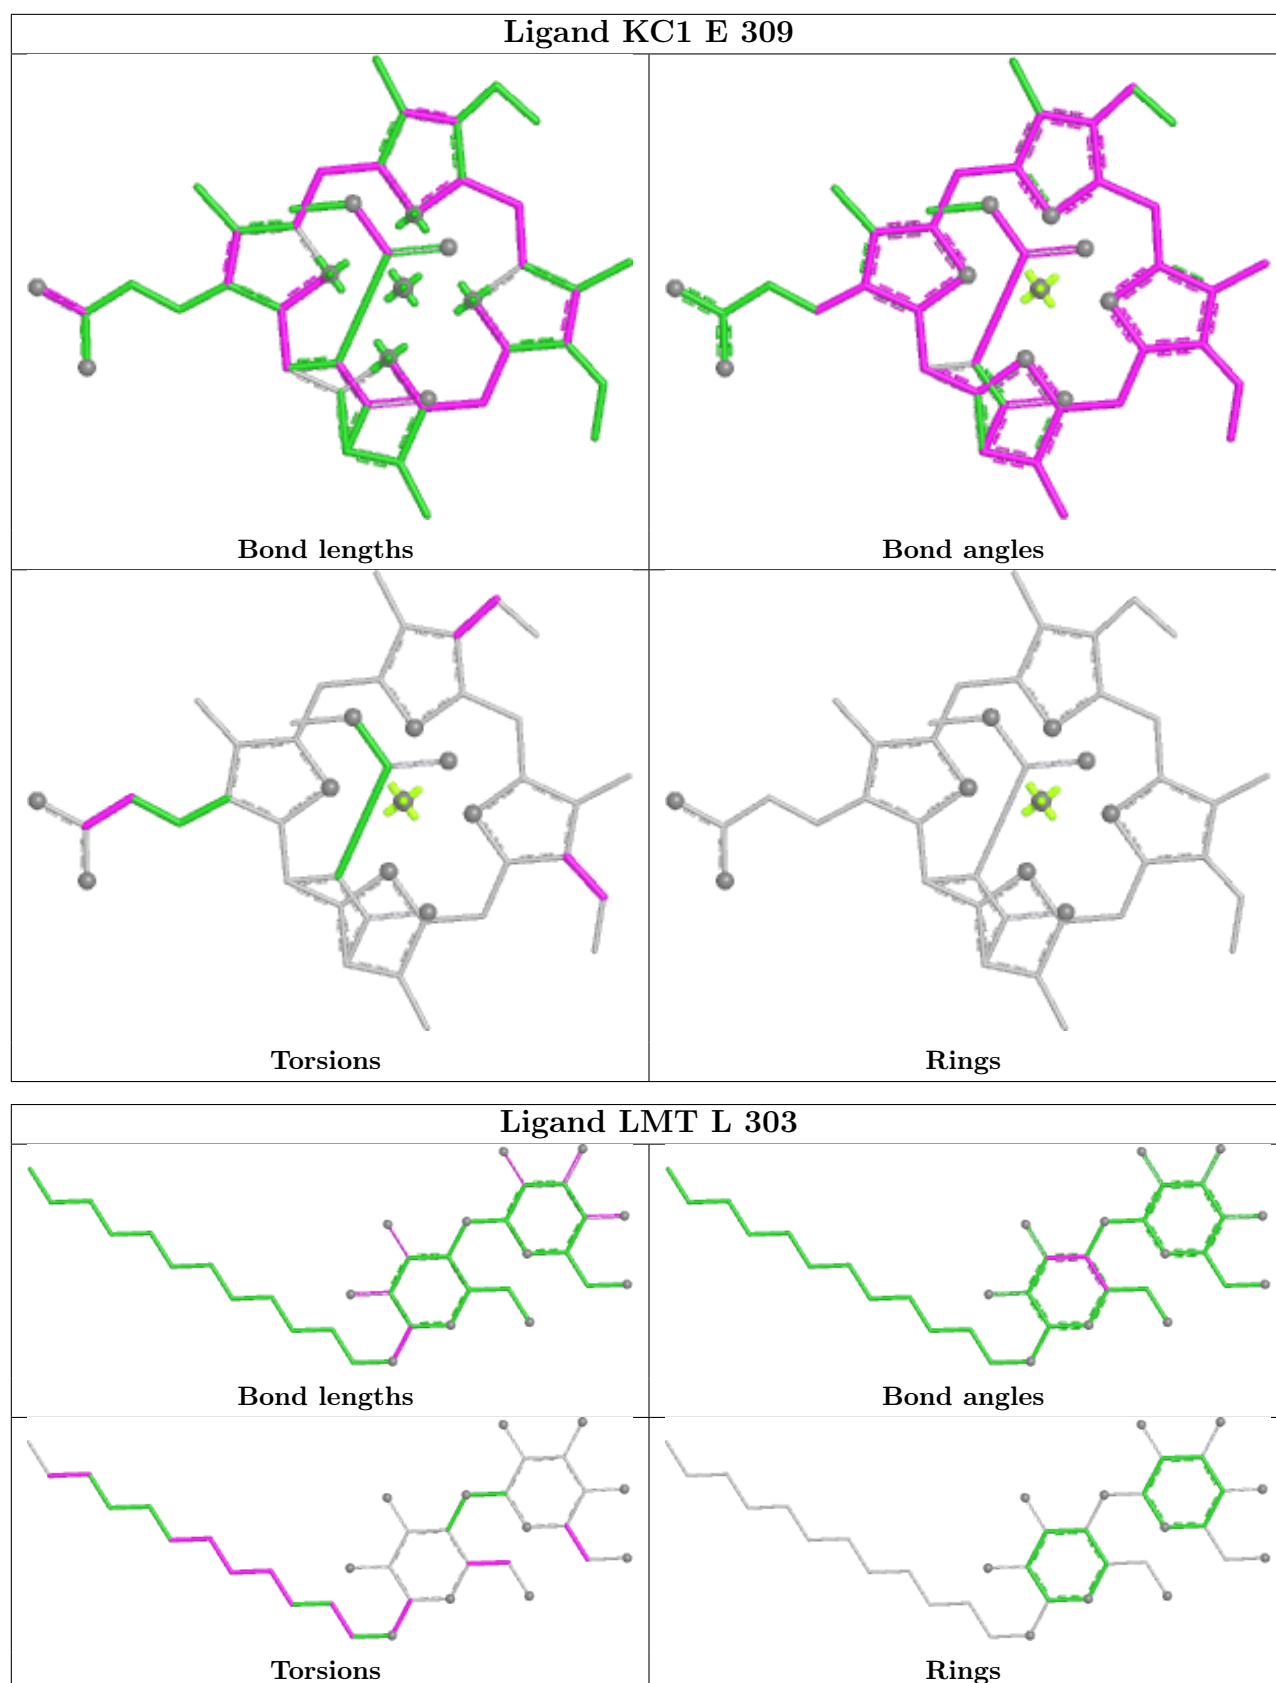 Ligand KC1 E 309
Bond lengths
Bond angles
Torsions
Rings
Ligand LMT L 303
Bond lengths
Bond angles
Torsions
Rings